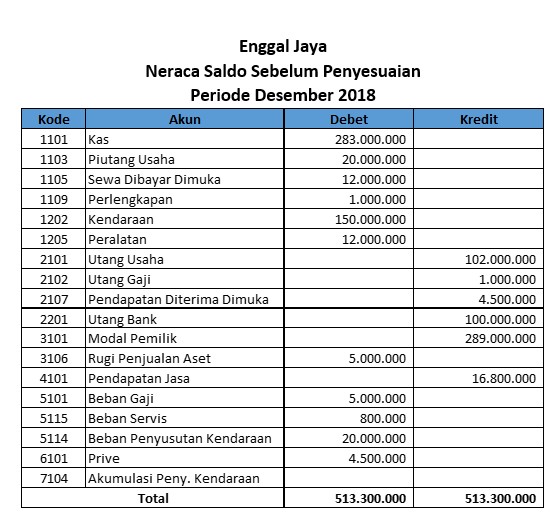 Enggal Jaya
Neraca Saldo Sebelum Penyesuaian
Periode Desember 2018
Kode Akun Debet Kredit
1101 Kas 283.000.000
1103 Piutang Usaha 20.000.000
1105 Sewa Dibayar Dimuka 12.000.000
1109 Perlengkapan 1.000.000
1202 Kendaraan 150.000.000
1205 Peralatan 12.000.000
2101 Utang Usaha 102.000.000
2102 Utang Gaji 1.000.000
2107 Pendapatan Diterima Dimuka 4.500.000
2201 Utang Bank 100.000.000
3101 Modal Pemilik 289.000.000
3106 Rugi Penjualan Aset 5.000.000
4101 Pendapatan Jasa 16.800.000
5101 Beban Gaji 5.000.000
5115 Beban Servis 800.000
5114 Beban Penyusutan Kendaraan 20.000.000
6101 Prive 4.500.000
7104 Akumulasi Peny. Kendaraan
Total 513.300.000 513.300.000